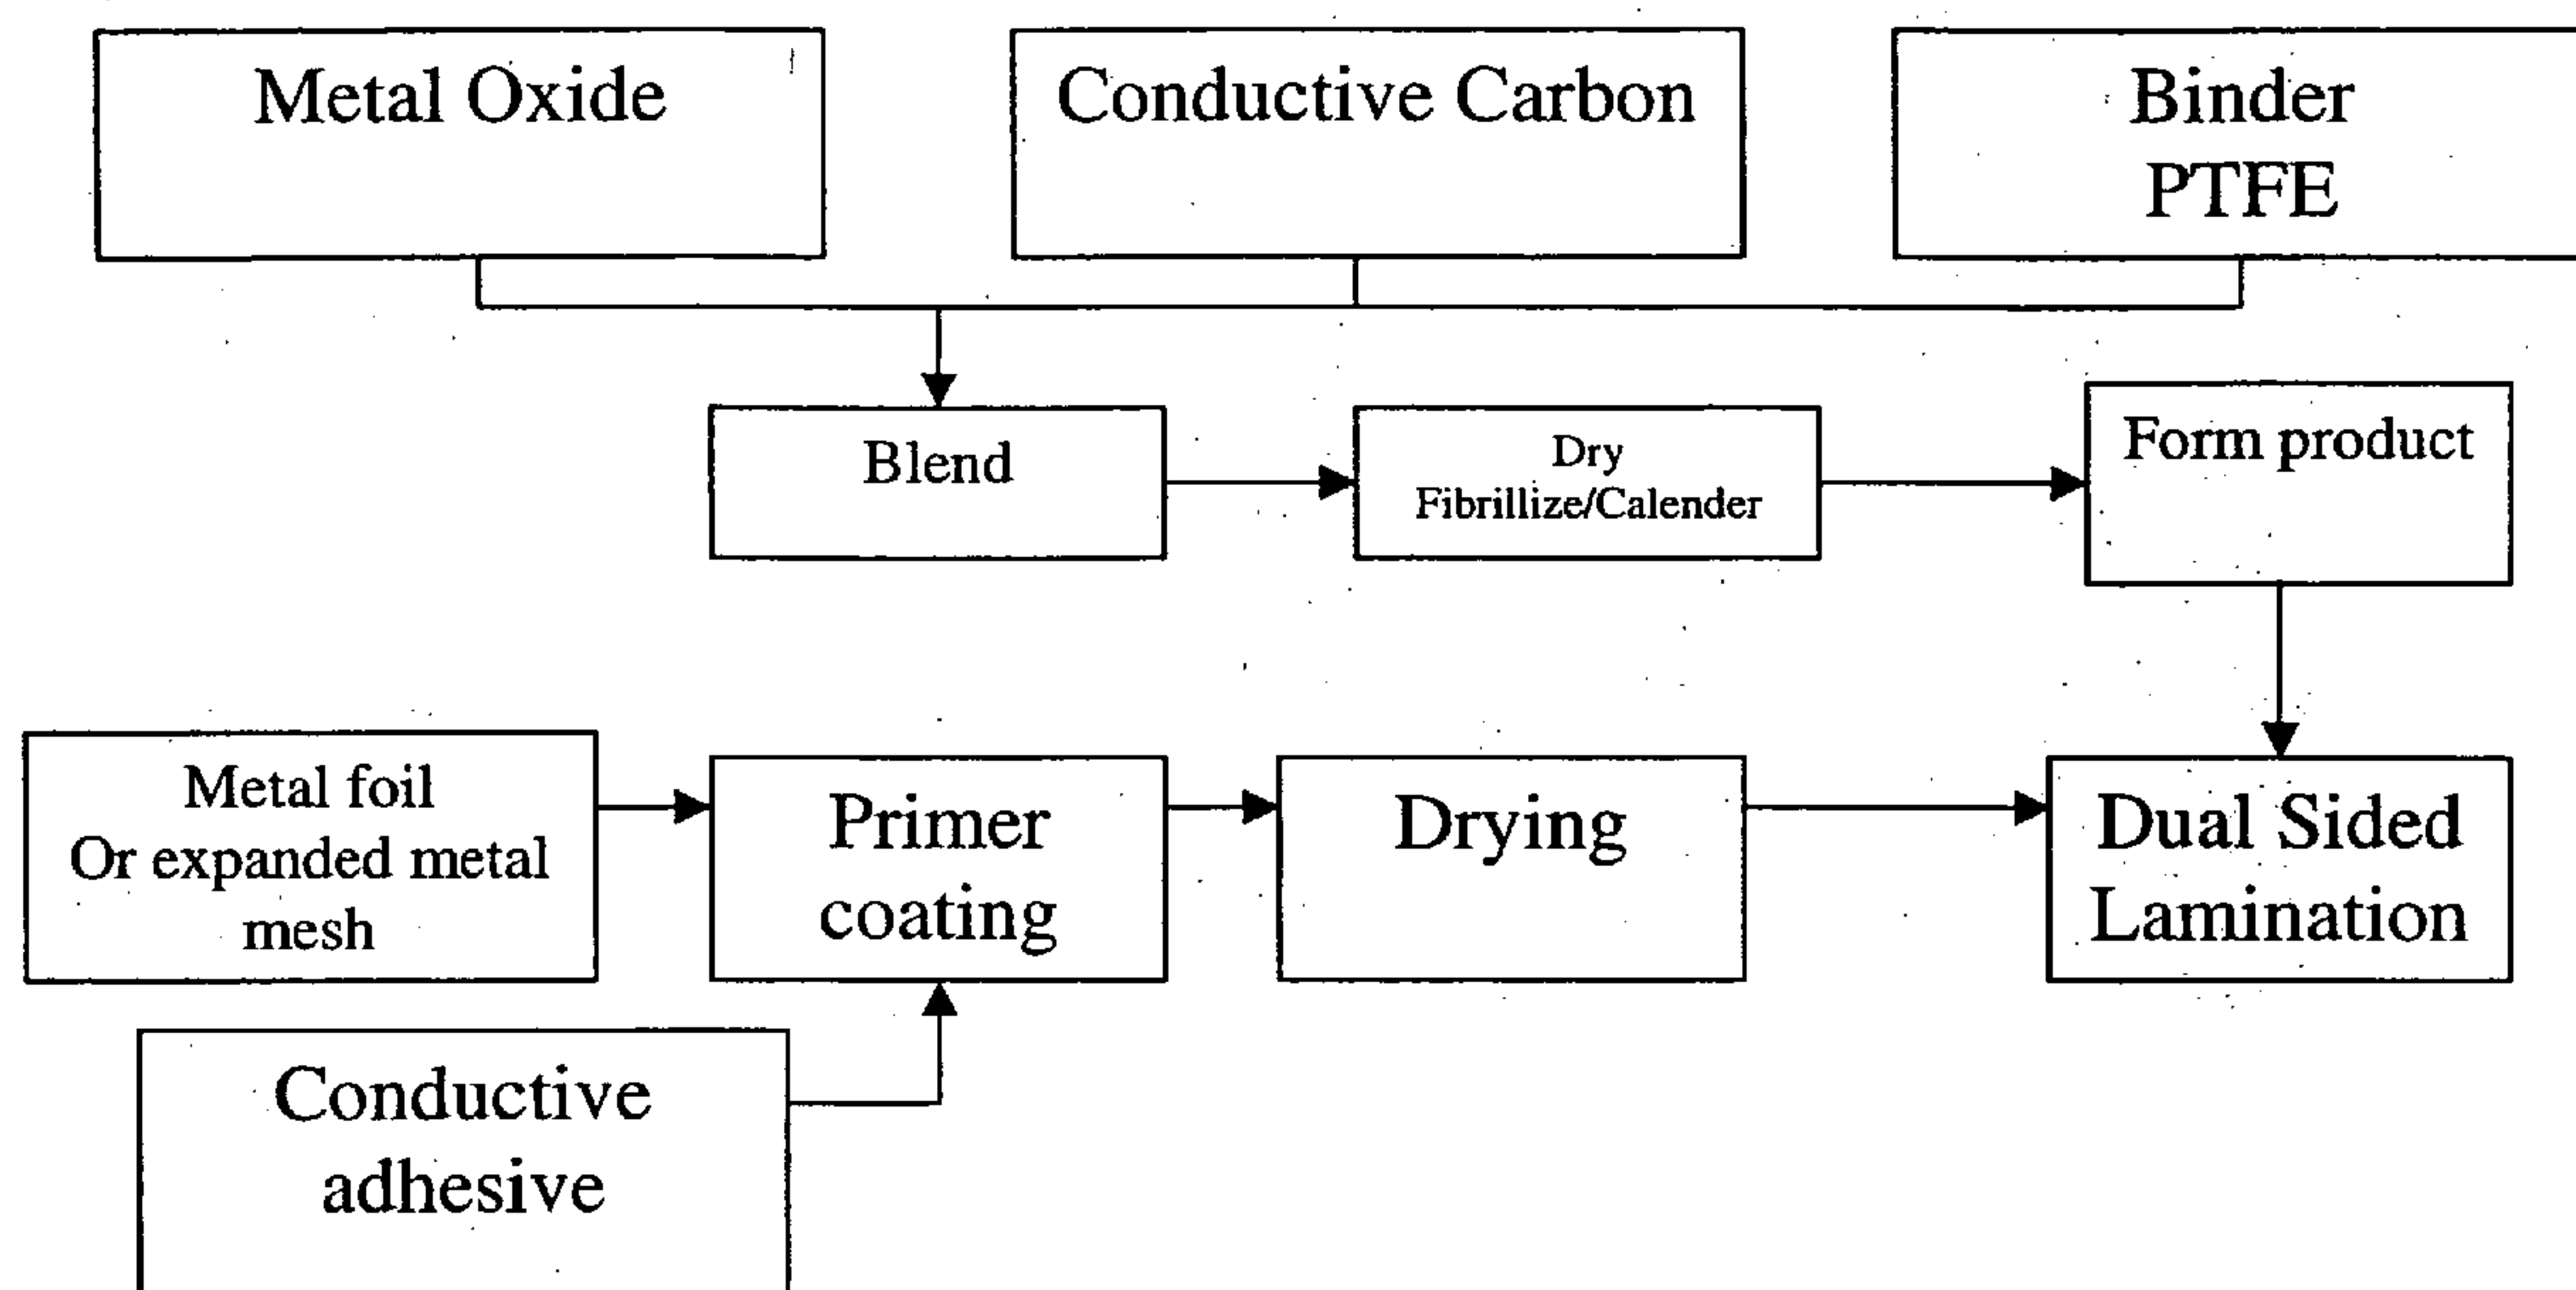 Metal Oxide
Conductive Carbon
Binder
PTFE
Blend
Dry
Fibrillize/Calender
Form product
Metal foil
Or expanded metal
mesh
Primer
coating
Drying
Dual Sided
Lamination
Conductive
adhesive